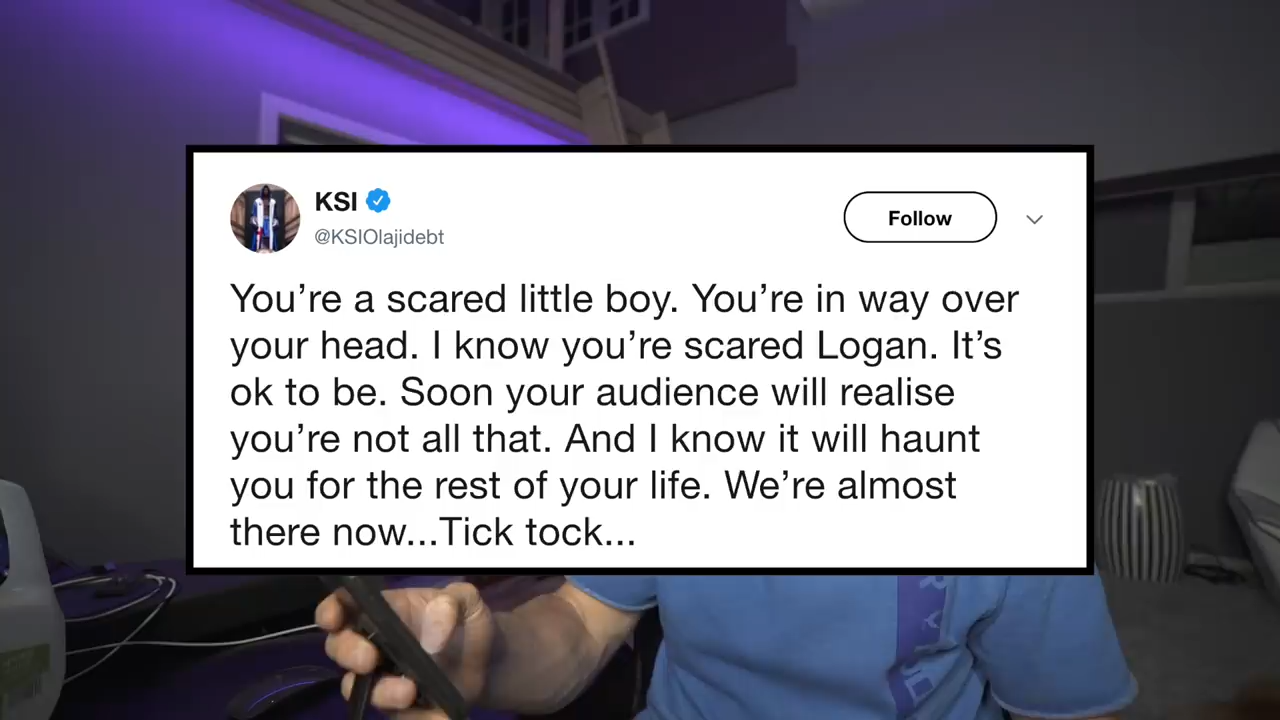 KSI
@KSIOlajidebt
Follow
You’re a scared little boy. You’re in way over
your head. I know you’re scared Logan. It’s
ok to be. Soon your audience will realise
you’re not all that. And I know it will haunt
you for the rest of your life. We’re almost
there now...Tick tock...